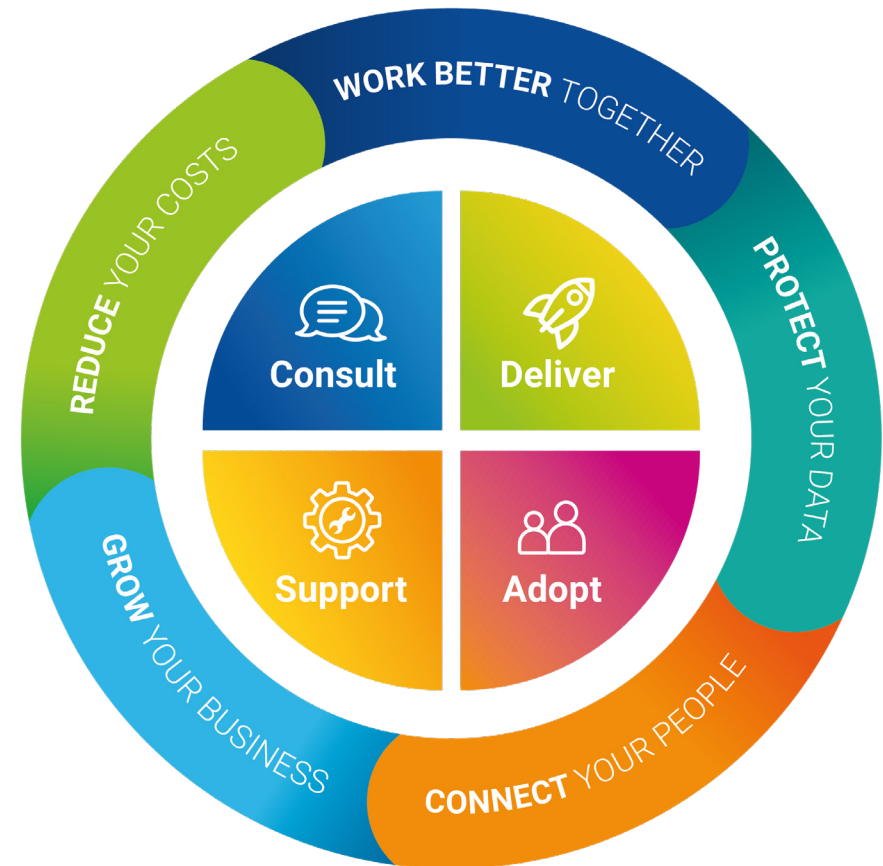 WORK BETTER TOGETHER
PROTECT YOUR DATA
CONNECT YOUR PEOPLE
GROW YOUR BUSINESS
REDUCE YOUR COSTS
Consult
Deliver
Support
Adopt